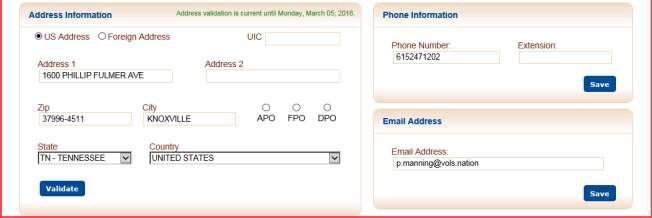 Address Information
Address validation is current until Monday, March 05, 2018.
US Address Foreign Address UIC
Address 1 Address 2
1600 PHILLIP FULMER AVE
Zip City
37996-4511 KNOXVILLE APO FPO DPO
State Country
TN - TENNESSEE UNITED STATES
Validate
Phone Information
Phone Number: Extension:
6152471202
Save
Email Address
Email Address:
p.manning@vols.nation
Save